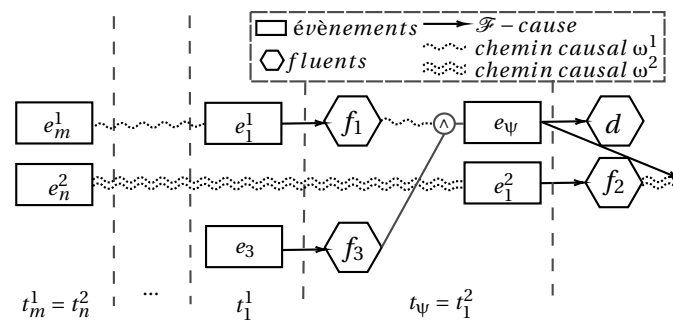 évènements ℱ – cause
fluents chemin causal ω¹
chemin causal ω²
e¹ₘ e¹₁ f₁ ∧ e_ψ d
e²ₙ e²₁ f₂
e₃ f₃
t¹ₘ = t²ₙ ... t¹₁ t_ψ = t²₁